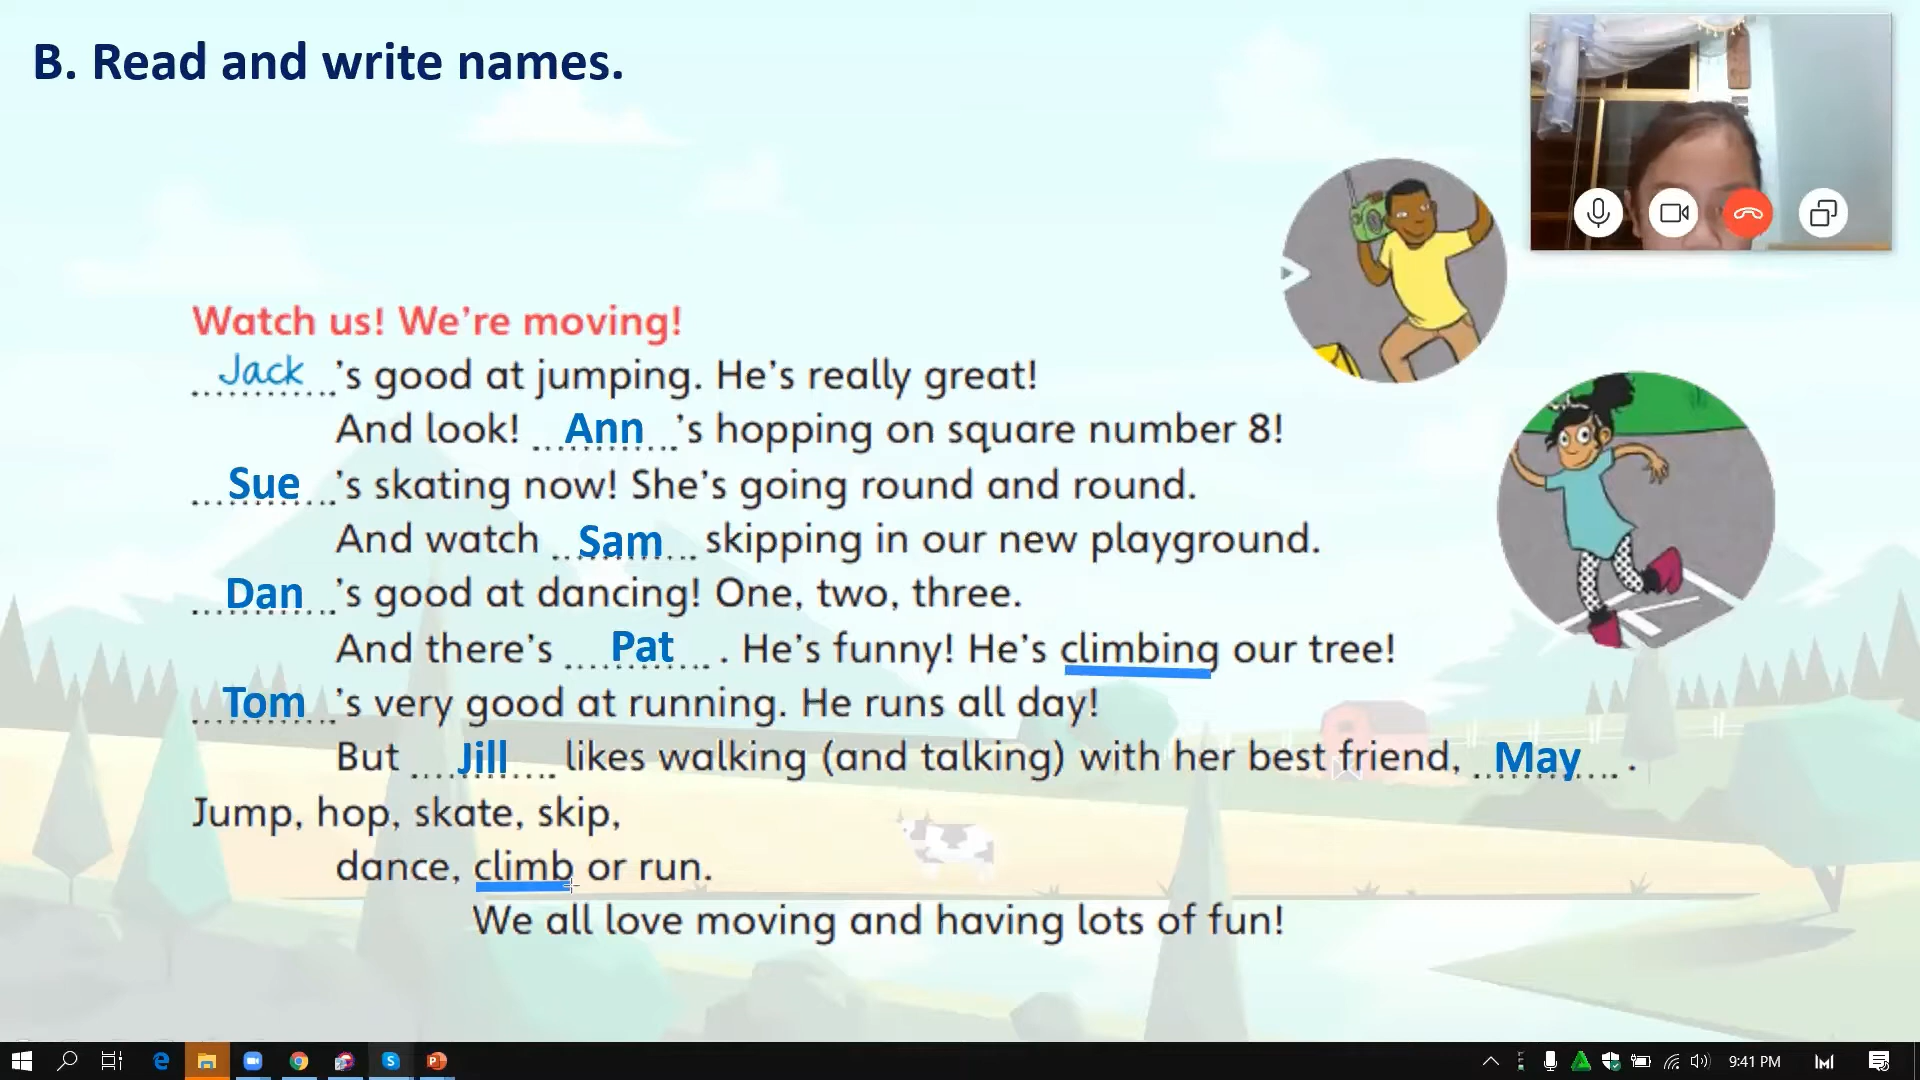 B. Read and write names.
Watch us! We're moving!
Jack 's good at jumping. He's really great!
And look! Ann 's hopping on square number 8!
Sue 's skating now! She's going round and round.
And watch Sam skipping in our new playground.
Dan 's good at dancing! One, two, three.
And there's Pat . He's funny! He's climbing our tree!
Tom 's very good at running. He runs all day!
But Jill likes walking (and talking) with her best friend, May .
Jump, hop, skate, skip,
dance, climb or run.
We all love moving and having lots of fun!
9:41 PM